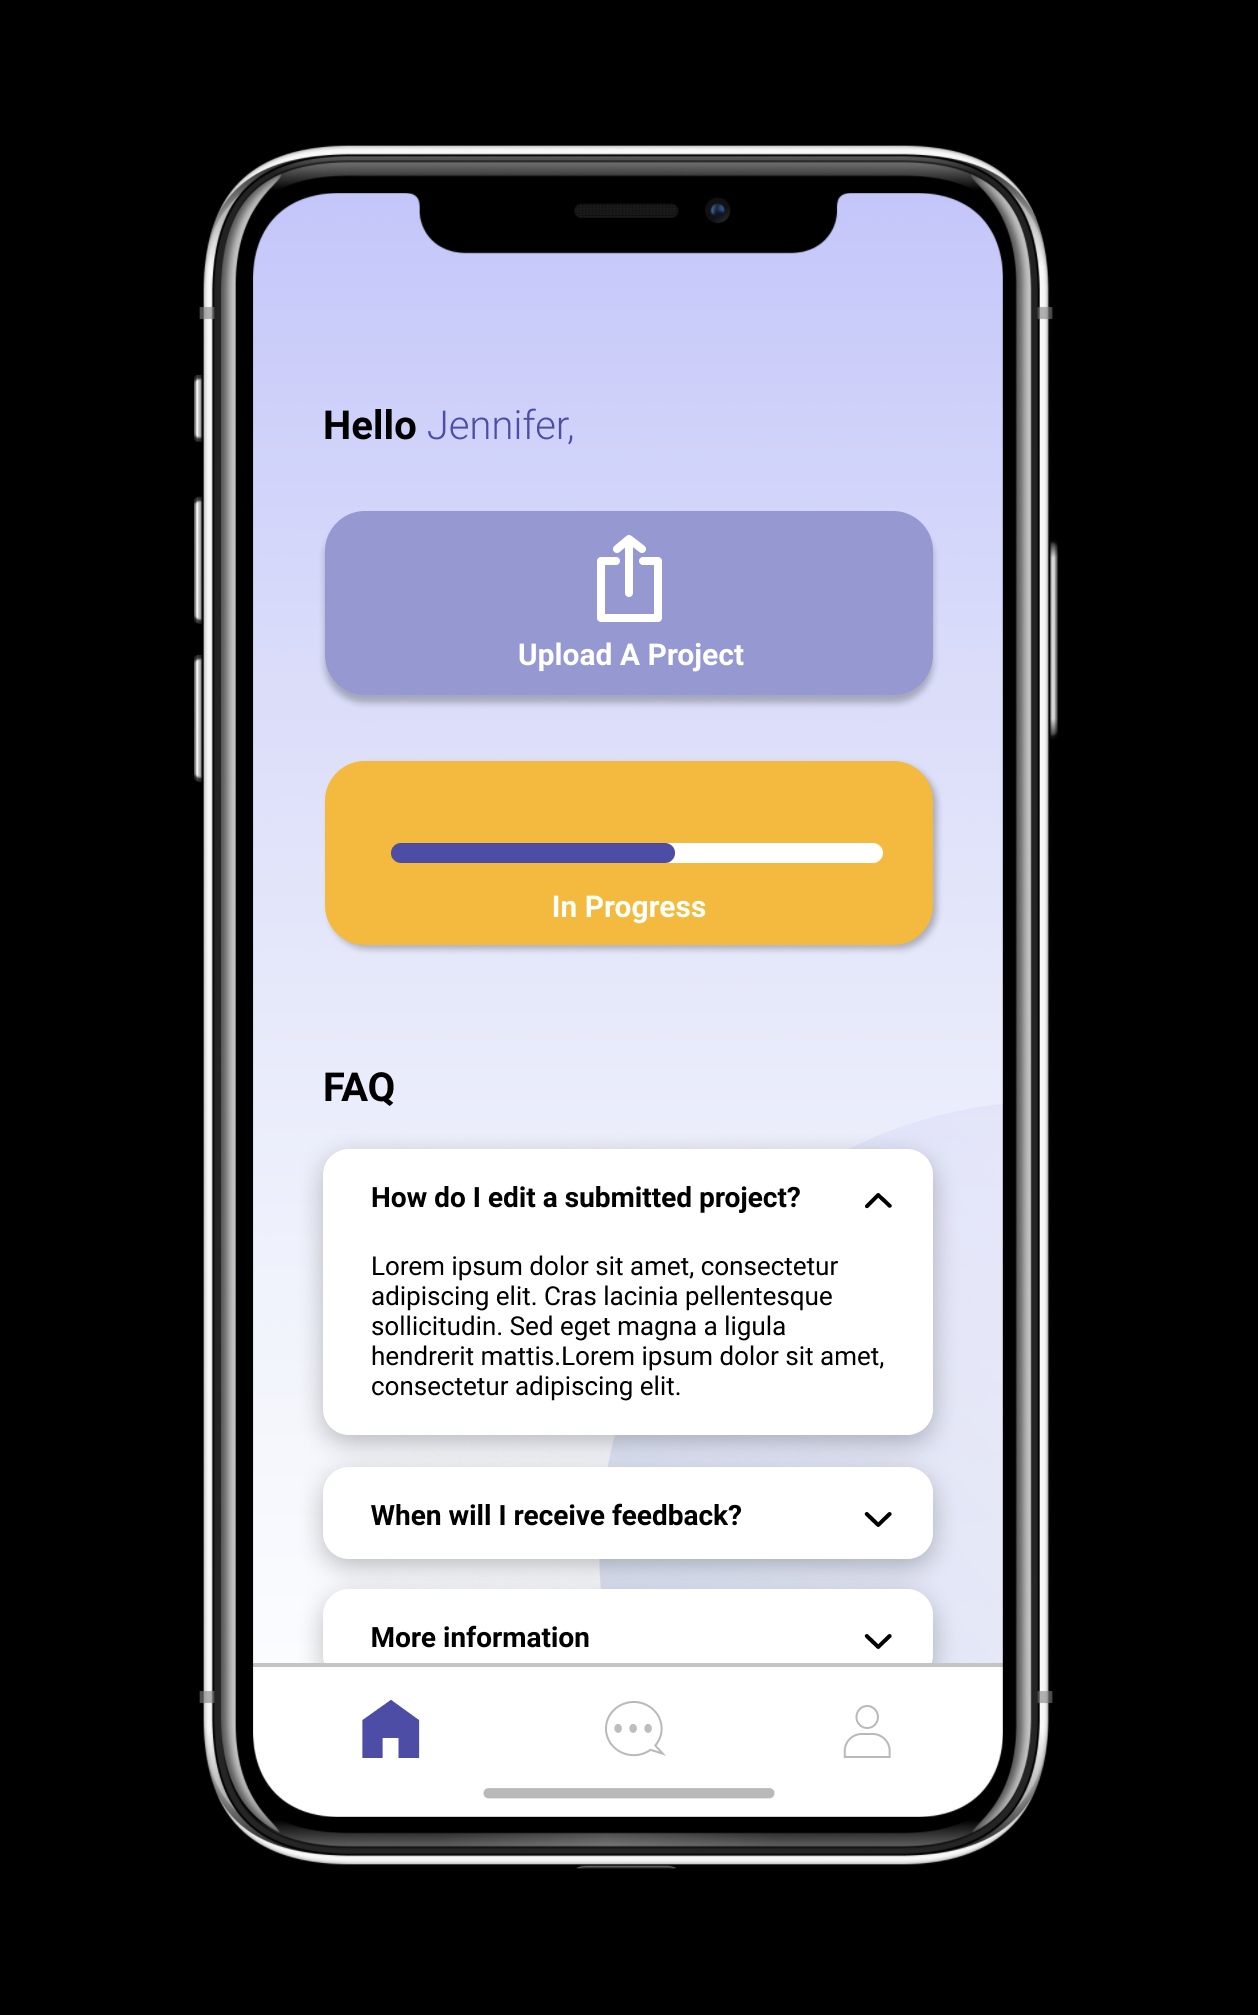 Hello Jennifer,
Upload A Project
In Progress
FAQ
How do I edit a submitted project?
Lorem ipsum dolor sit amet, consectetur
adipiscing elit. Cras lacinia pellentesque
sollicitudin. Sed eget magna a ligula
hendrerit mattis.Lorem ipsum dolor sit amet,
consectetur adipiscing elit.
When will I receive feedback?
More information